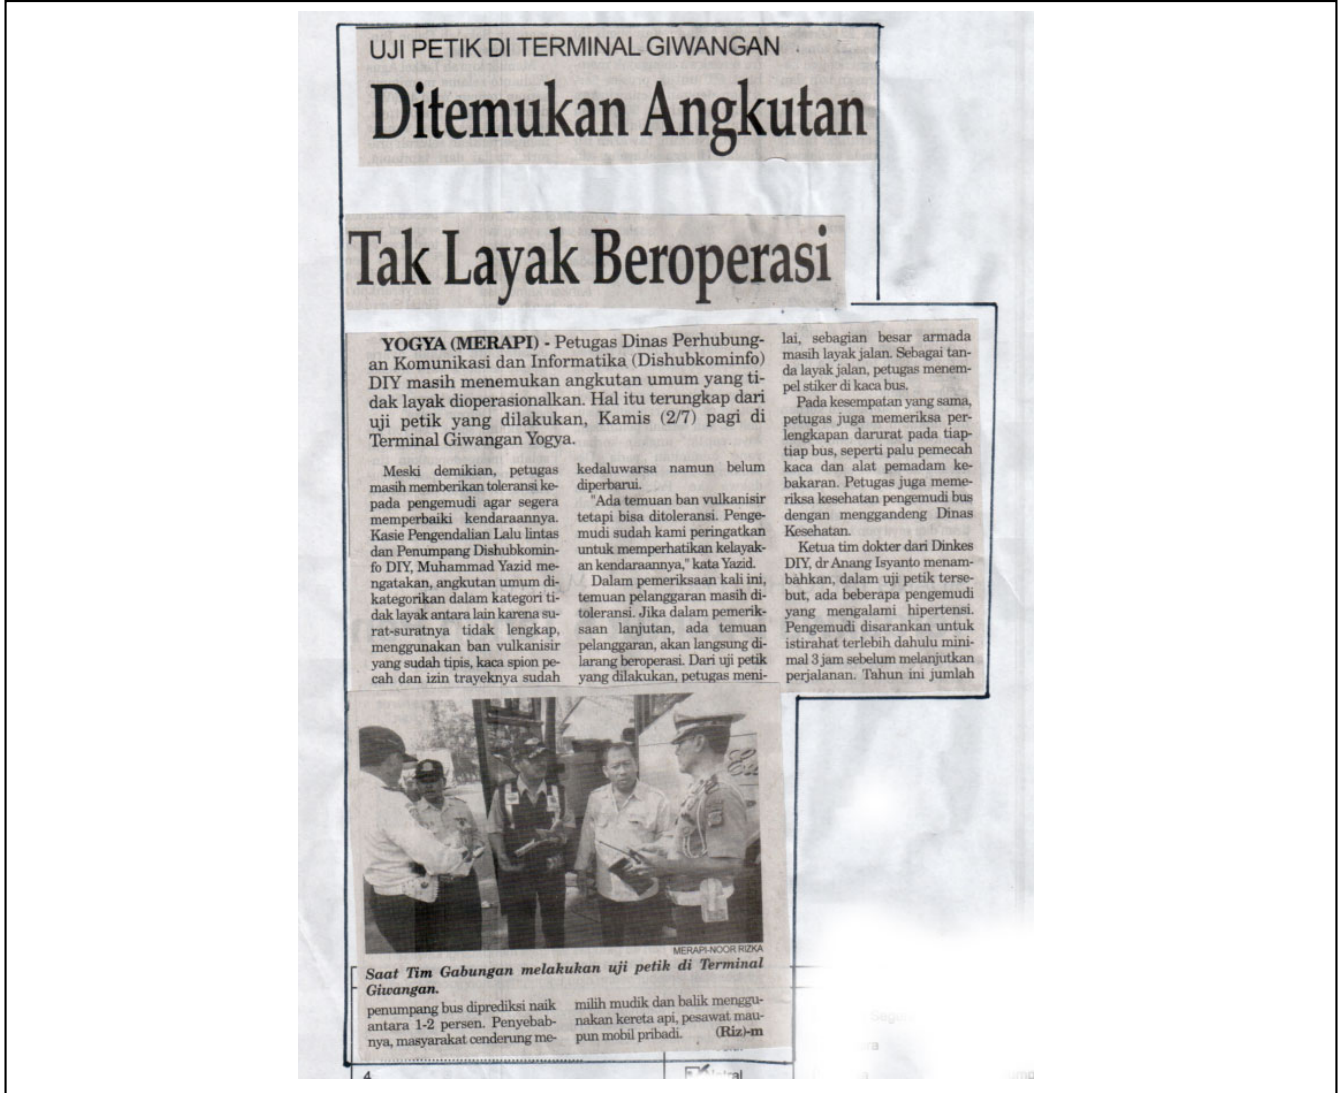 UJI PETIK DI TERMINAL GIWANGAN
Ditemukan Angkutan
Tak Layak Beroperasi
YOGYA (MERAPI) - Petugas Dinas Perhubung-
an Komunikasi dan Informatika (Dishubkominfo)
DIY masih menemukan angkutan umum yang ti-
dak layak dioperasionalkan. Hal itu terungkap dari
uji petik yang dilakukan, Kamis (2/7) pagi di
Terminal Giwangan Yogya.
Meski demikian, petugas
masih memberikan toleransi ke-
pada pengemudi agar segera
memperbaiki kendaraannya.
Kasie Pengendalian Lalu lintas
dan Penumpang Dishubkomin-
fo DIY, Muhammad Yazid me-
ngatakan, angkutan umum di-
kategorikan dalam kategori ti-
dak layak antara lain karena su-
rat-suratnya tidak lengkap,
menggunakan ban vulkanisir
yang sudah tipis, kaca spion pe-
cah dan izin trayeknya sudah
kedaluwarsa namun belum
diperbarui.
"Ada temuan ban vulkanisir
tetapi bisa ditoleransi. Penge-
mudi sudah kami peringatkan
untuk memperhatikan kelayak-
an kendaraannya," kata Yazid.
Dalam pemeriksaan kali ini,
temuan pelanggaran masih di-
toleransi. Jika dalam pemerik-
saan lanjutan, ada temuan
pelanggaran, akan langsung di-
larang beroperasi. Dari uji petik
yang dilakukan, petugas meni-
lai, sebagian besar armada
masih layak jalan. Sebagai tan-
da layak jalan, petugas menem-
pel stiker di kaca bus.
Pada kesempatan yang sama,
petugas juga memeriksa per-
lengkapan darurat pada tiap-
tiap bus, seperti palu pemecah
kaca dan alat pemadam ke-
bakaran. Petugas juga meme-
riksa kesehatan pengemudi bus
dengan menggandeng Dinas
Kesehatan.
Ketua tim dokter dari Dinkes
DIY, dr Anang Isyanto menam-
bahkan, dalam uji petik terse-
but, ada beberapa pengemudi
yang mengalami hipertensi.
Pengemudi disarankan untuk
istirahat terlebih dahulu mini-
mal 3 jam sebelum melanjutkan
perjalanan. Tahun ini jumlah
MERAPI-NOOR RIZKA
Saat Tim Gabungan melakukan uji petik di Terminal
Giwangan.
penumpang bus diprediksi naik
antara 1-2 persen. Penyebab-
nya, masyarakat cenderung me-
milih mudik dan balik menggu-
nakan kereta api, pesawat mau-
pun mobil pribadi. (Riz)-m